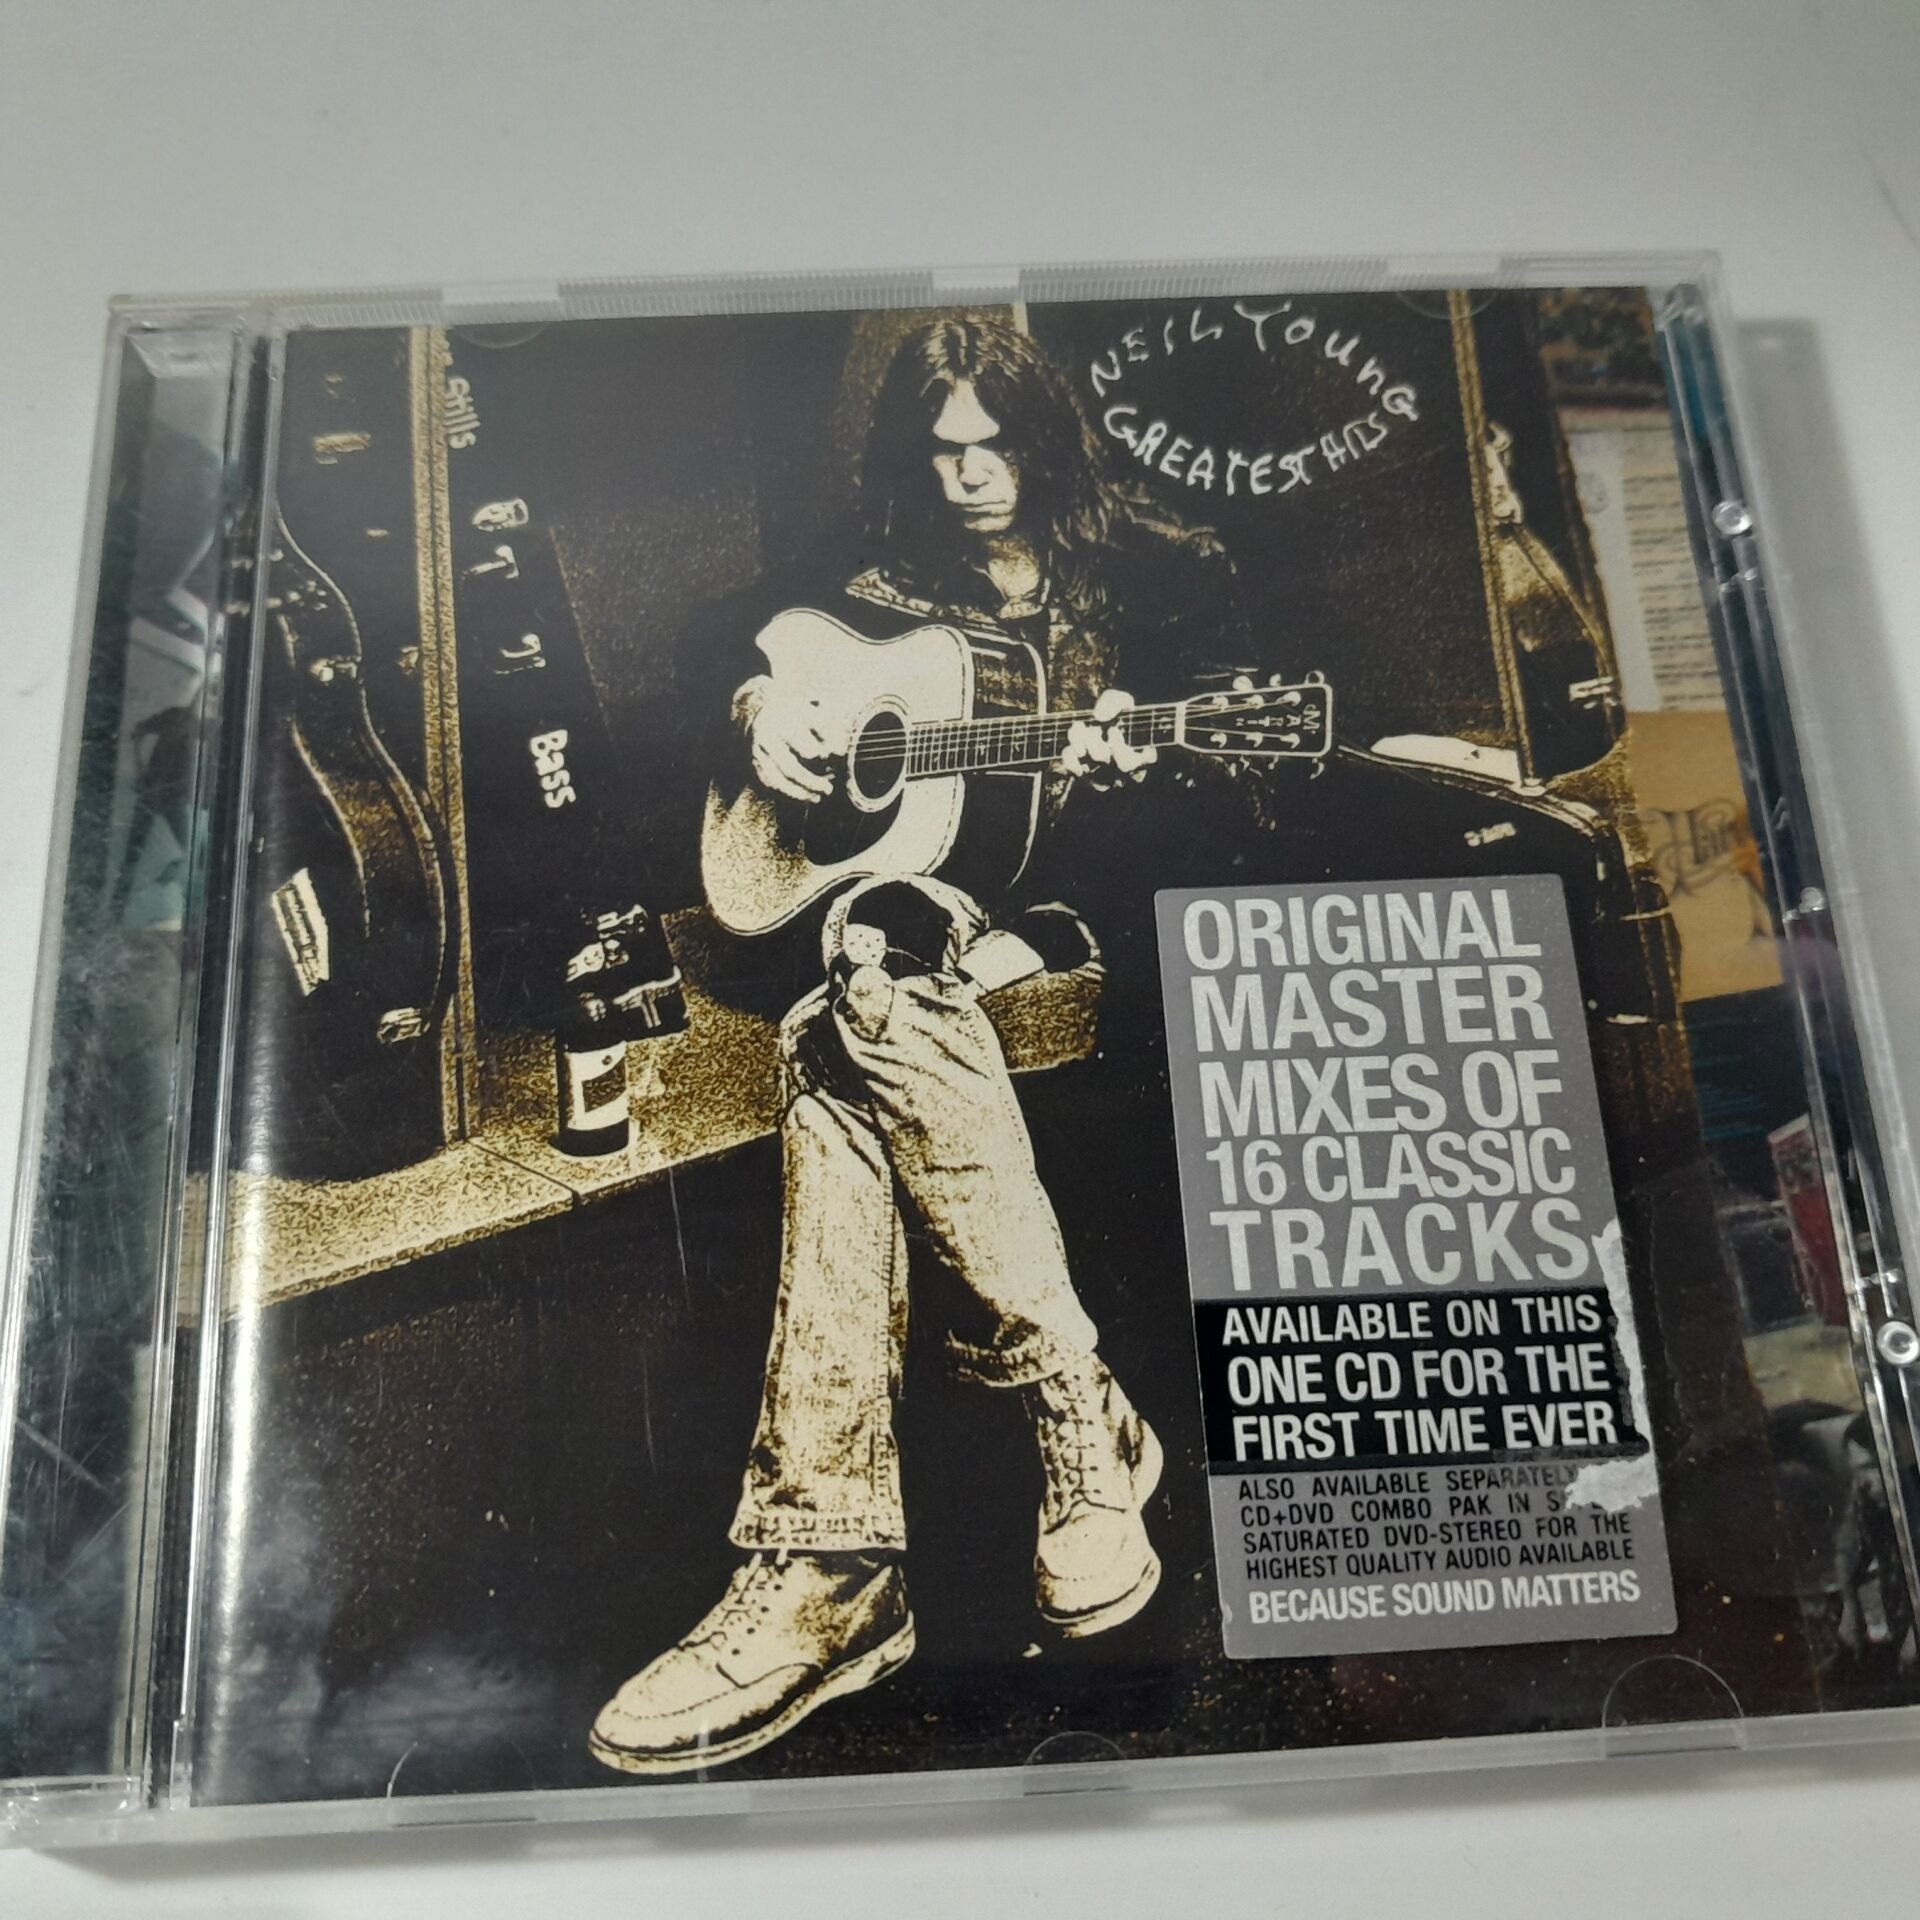 NEIL YOUNG
GREATEST HITS
Stills
Bass
MARTIN
ORIGINAL
MASTER
MIXES OF
16 CLASSIC
TRACKS
AVAILABLE ON THIS
ONE CD FOR THE
FIRST TIME EVER
ALSO AVAILABLE SEPARATELY
CD+DVD COMBO PAK IN
SATURATED DVD-STEREO FOR THE
HIGHEST QUALITY AUDIO AVAILABLE
BECAUSE SOUND MATTERS